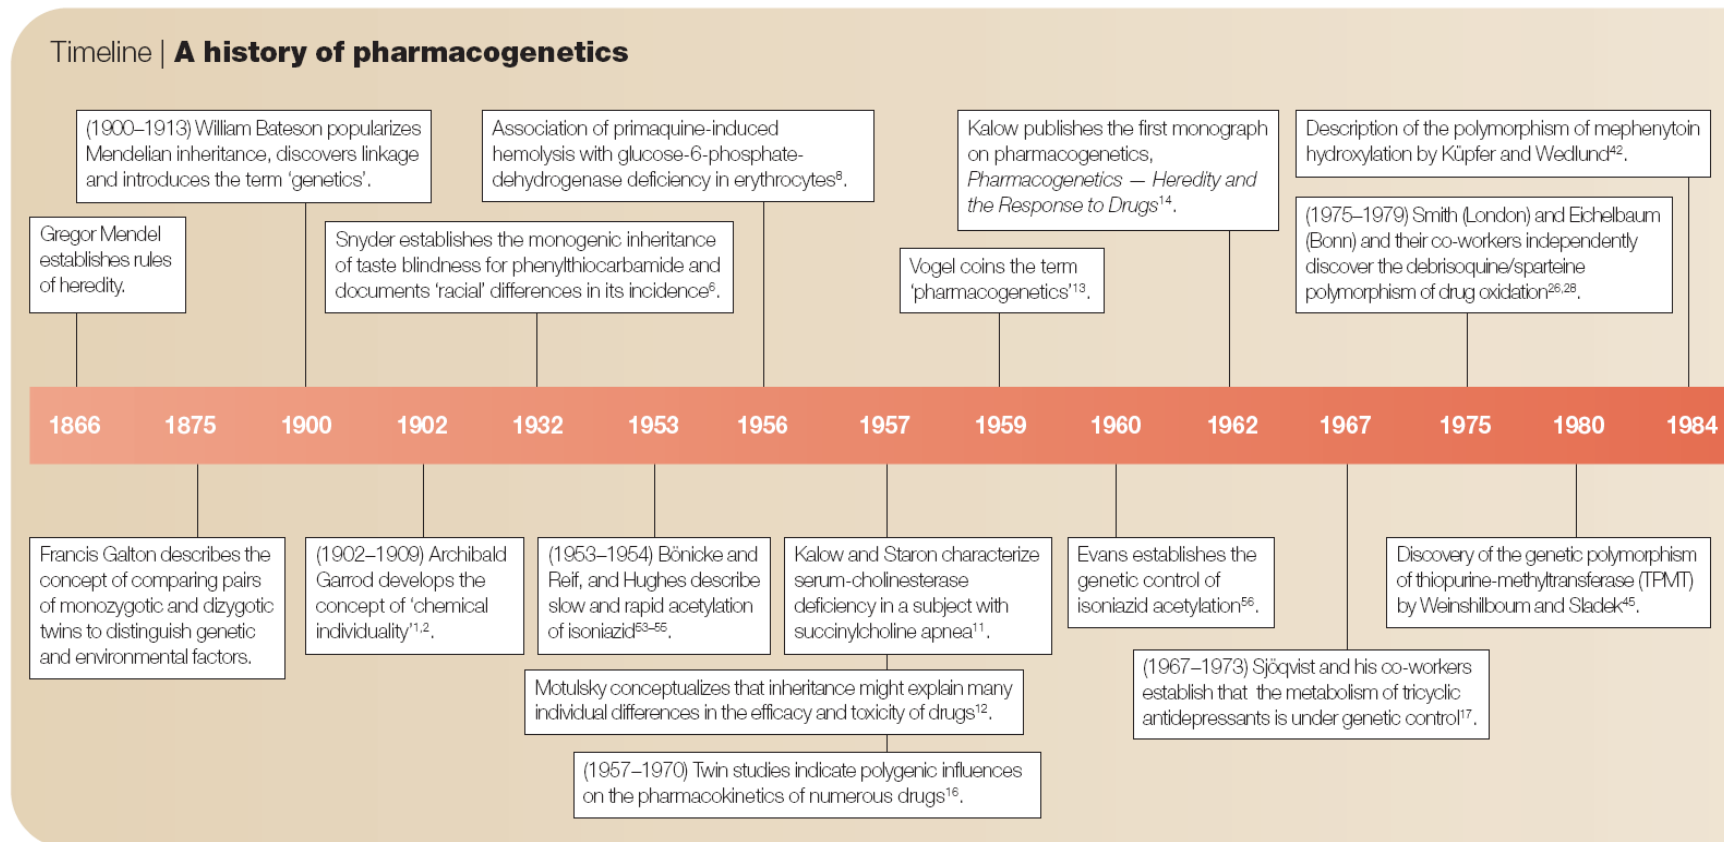 Timeline | A history of pharmacogenetics
(1900–1913) William Bateson popularizes
Mendelian inheritance, discovers linkage
and introduces the term ‘genetics’.
Association of primaquine-induced
hemolysis with glucose-6-phosphate-
dehydrogenase deficiency in erythrocytes⁸.
Kalow publishes the first monograph
on pharmacogenetics,
Pharmacogenetics — Heredity and
the Response to Drugs¹⁴.
Description of the polymorphism of mephenytoin
hydroxylation by Küpfer and Wedlund⁴².
Gregor Mendel
establishes rules
of heredity.
Snyder establishes the monogenic inheritance
of taste blindness for phenylthiocarbamide and
documents ‘racial’ differences in its incidence⁶.
Vogel coins the term
‘pharmacogenetics’¹³.
(1975–1979) Smith (London) and Eichelbaum
(Bonn) and their co-workers independently
discover the debrisoquine/sparteine
polymorphism of drug oxidation²⁶,²⁸.
1866 1875 1900 1902 1932 1953 1956 1957 1959 1960 1962 1967 1975 1980 1984
Francis Galton describes the
concept of comparing pairs
of monozygotic and dizygotic
twins to distinguish genetic
and environmental factors.
(1902–1909) Archibald
Garrod develops the
concept of ‘chemical
individuality’¹,².
(1953–1954) Bönicke and
Reif, and Hughes describe
slow and rapid acetylation
of isoniazid⁵³–⁵⁵.
Kalow and Staron characterize
serum-cholinesterase
deficiency in a subject with
succinylcholine apnea¹¹.
Evans establishes the
genetic control of
isoniazid acetylation⁵⁶.
Discovery of the genetic polymorphism
of thiopurine-methyltransferase (TPMT)
by Weinshilboum and Sladek⁴⁵.
Motulsky conceptualizes that inheritance might explain many
individual differences in the efficacy and toxicity of drugs¹².
(1967–1973) Sjöqvist and his co-workers
establish that the metabolism of tricyclic
antidepressants is under genetic control¹⁷.
(1957–1970) Twin studies indicate polygenic influences
on the pharmacokinetics of numerous drugs¹⁶.